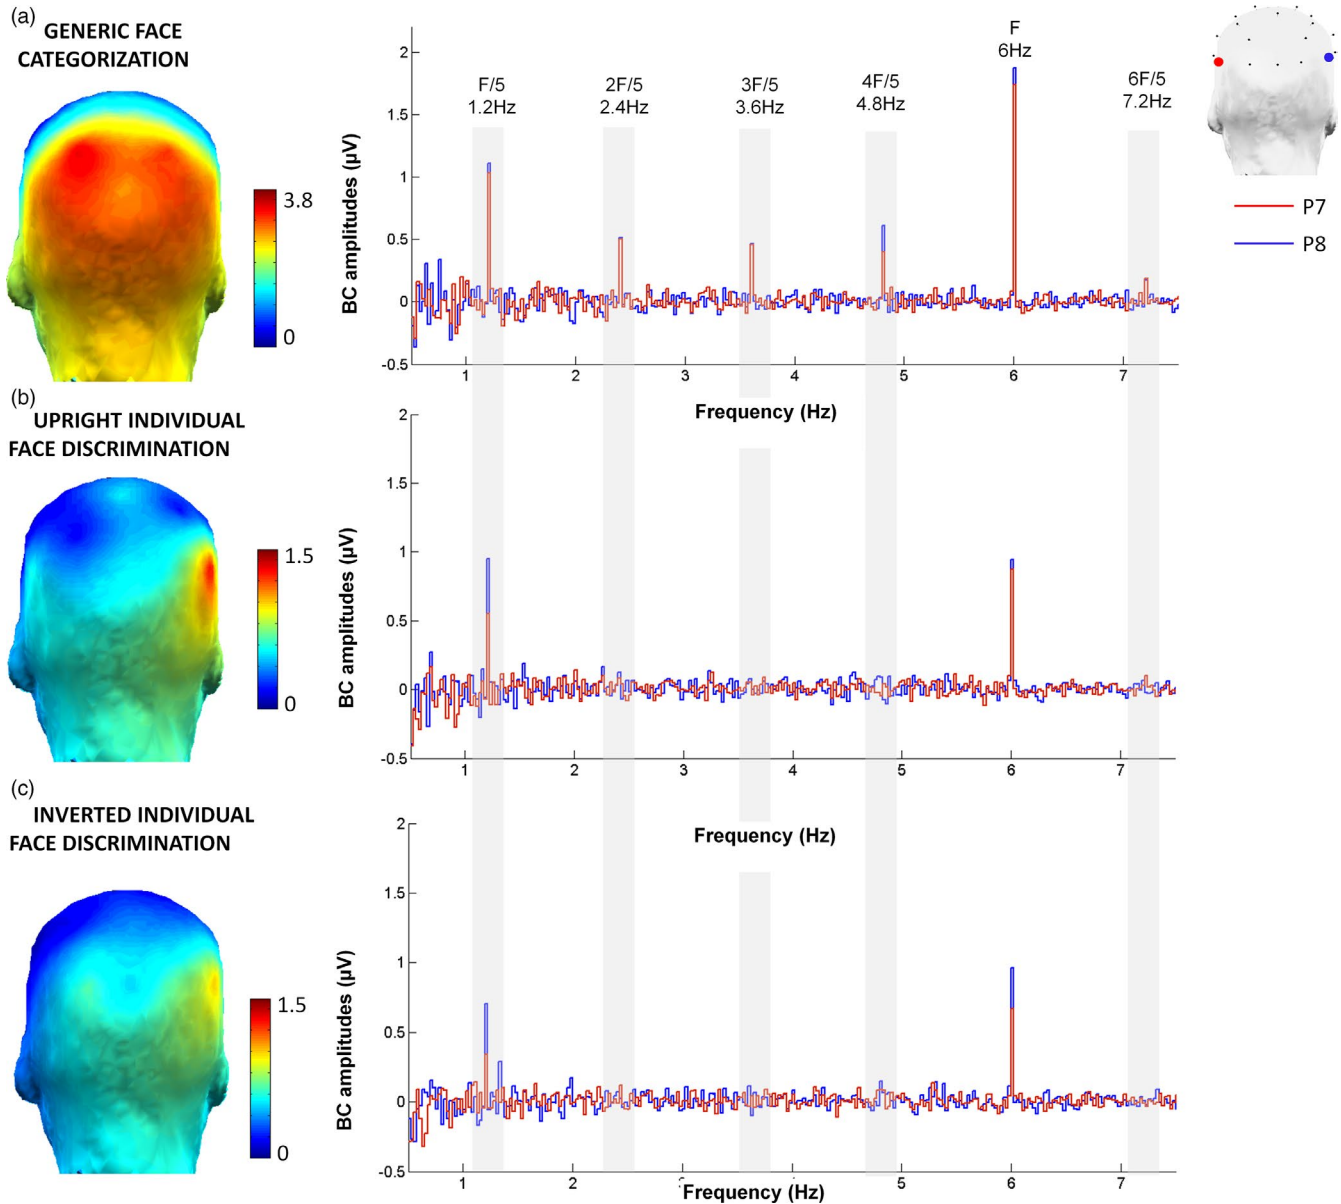 (a)
GENERIC FACE
CATEGORIZATION
3.8
0
BC amplitudes (µV)
2
1.5
1
0.5
0
-0.5
F/5
1.2Hz
2F/5
2.4Hz
3F/5
3.6Hz
4F/5
4.8Hz
F
6Hz
6F/5
7.2Hz
1 2 3 4 5 6 7
Frequency (Hz)
P7
P8
(b)
UPRIGHT INDIVIDUAL
FACE DISCRIMINATION
1.5
0
BC amplitudes (µV)
2
1.5
1
0.5
0
-0.5
1 2 3 4 5 6 7
Frequency (Hz)
(c)
INVERTED INDIVIDUAL
FACE DISCRIMINATION
1.5
0
BC amplitudes (µV)
2
1.5
1
0.5
0
-0.5
1 2 4 5 6 7
Frequency (Hz)